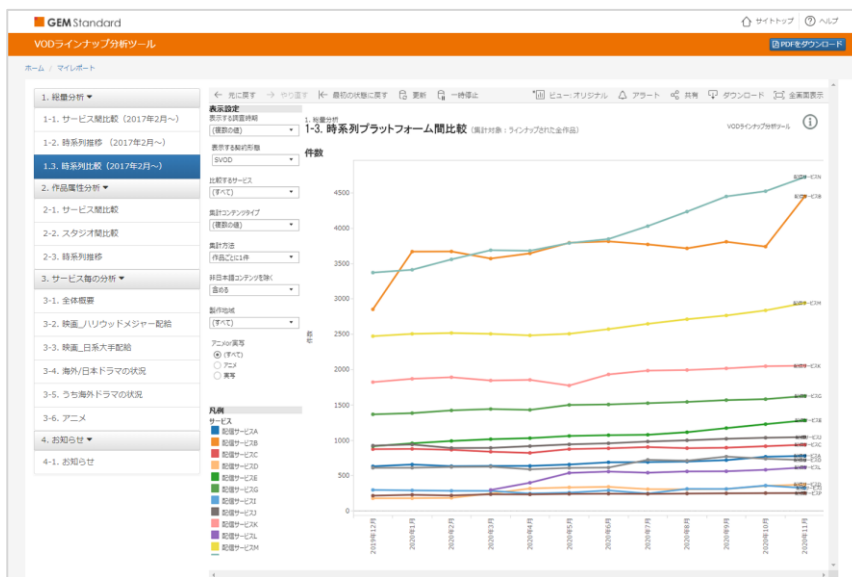 GEM Standard
サイトトップ ヘルプ
VODラインナップ分析ツール
PDFをダウンロード
ホーム / マイレポート
1. 総量分析▼
1-1. サービス間比較（2017年2月～）
1-2. 時系列推移 （2017年2月～）
1.3. 時系列比較（2017年2月～）
2. 作品属性分析▼
2-1. サービス間比較
2-2. スタジオ間比較
2-3. 時系列推移
3. サービス毎の分析▼
3-1. 全体概要
3-2. 映画_ハリウッドメジャー配給
3-3. 映画_日系大手配給
3-4. 海外/日本ドラマの状況
3-5. うち海外ドラマの状況
3-6. アニメ
4. お知らせ▼
4-1. お知らせ
元に戻す やり直す 最初の状態に戻す 更新 一時停止
ビュー: オリジナル アラート 共有 ダウンロード 全画面表示
表示設定
表示する調査時期
(複数の値)
表示する契約形態
SVOD
比較するサービス
(すべて)
集計コンテンツタイプ
(複数の値)
集計方法
作品ごとに1件
非日本語コンテンツを除く
含める
製作地域
(すべて)
アニメor実写
(すべて)
アニメ
実写
凡例
サービス
配信サービスA
配信サービスB
配信サービスC
配信サービスD
配信サービスE
配信サービスG
配信サービスI
配信サービスJ
配信サービスK
配信サービスL
配信サービスM
1. 総量分析
1-3. 時系列プラットフォーム間比較（集計対象：ラインナップされた全作品）
VODラインナップ分析ツール
件数
4500
4000
3500
3000
2500
2000
1500
1000
500
0
2019年12月
2020年1月
2020年2月
2020年3月
2020年4月
2020年5月
2020年6月
2020年7月
2020年8月
2020年9月
2020年10月
2020年11月